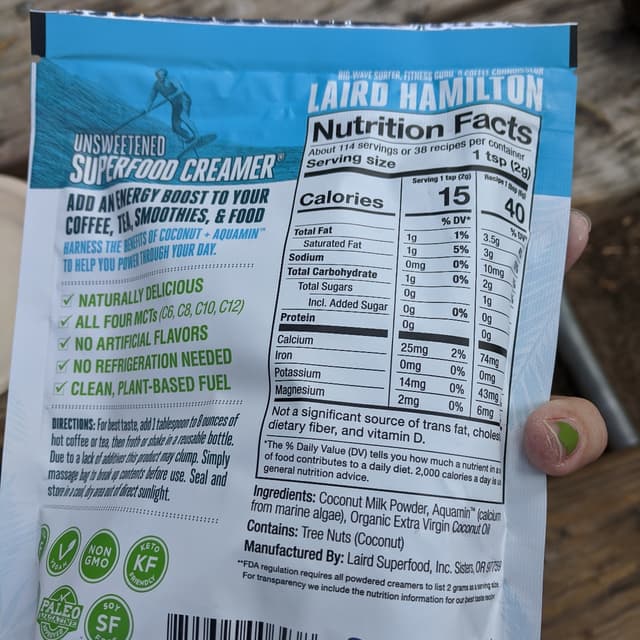 BIG-WAVE SURFER, FITNESS GURU & COFFEE CONNOISSEUR
LAIRD HAMILTON
UNSWEETENED
SUPERFOOD CREAMER®
ADD AN ENERGY BOOST TO YOUR
COFFEE, TEA, SMOOTHIES, & FOOD
HARNESS THE BENEFITS OF COCONUT + AQUAMIN™
TO HELP YOU POWER THROUGH YOUR DAY.
NATURALLY DELICIOUS
ALL FOUR MCTs (C6, C8, C10, C12)
NO ARTIFICIAL FLAVORS
NO REFRIGERATION NEEDED
CLEAN, PLANT-BASED FUEL
DIRECTIONS: For best taste, add 1 tablespoon to 8 ounces of
hot coffee or tea, then froth or shake in a reusable bottle.
Due to a lack of additives this product may clump. Simply
massage bag to break up contents before use. Seal and
store in cool, dry area out of direct sunlight.
VEGAN
NON
GMO
KETO
KF
FRIENDLY
PALEO
SOY
SF
Nutrition Facts
About 114 servings or 38 recipes per container
Serving size 1 tsp (2g)
Serving 1 tsp (2g) Recipe 1 tbsp
Calories 15 40
% DV* % DV*
Total Fat 1g 1% 3.5g
Saturated Fat 1g 5% 3g
Sodium 0mg 0% 10mg
Total Carbohydrate 1g 0% 2g
Total Sugars 0g 1g
Incl. Added Sugar 0g 0% 0g
Protein 0g 0g
Calcium 25mg 2% 74mg
Iron 0mg 0% 0mg
Potassium 14mg 0% 43mg
Magnesium 2mg 0% 6mg
Not a significant source of trans fat, cholest
dietary fiber, and vitamin D.
*The % Daily Value (DV) tells you how much a nutrient in a
of food contributes to a daily diet. 2,000 calories a day is u
general nutrition advice.
Ingredients: Coconut Milk Powder, Aquamin™ (calcium
from marine algae), Organic Extra Virgin Coconut Oil
Contains: Tree Nuts (Coconut)
Manufactured By: Laird Superfood, Inc. Sisters, OR 97759
**FDA regulation requires all powdered creamers to list 2 grams as a serving size.
For transparency we include the nutrition information for our best taste recipe